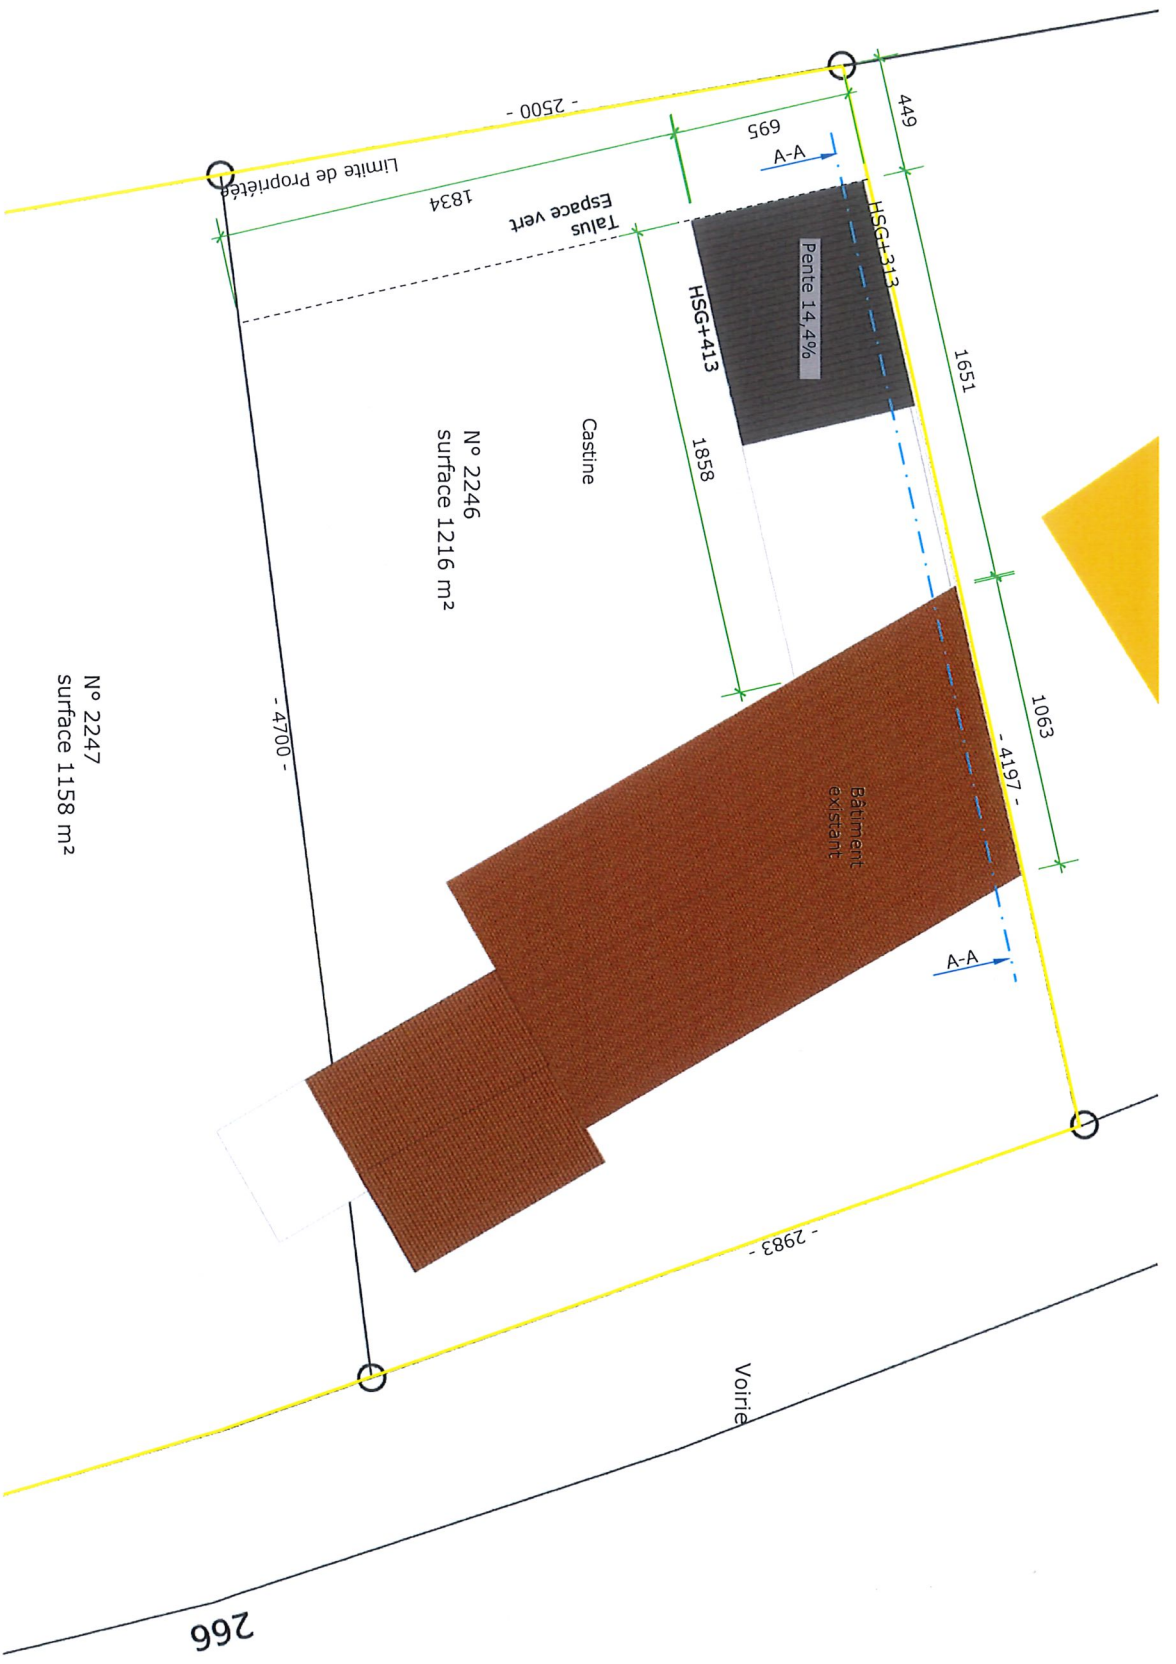 449
- 2500 -
695
A-A
Limite de Propriétée
1834
Talus
Espace vert
HSG+313
Pente 14,4%
HSG+413
1651
Castine
1858
N° 2246
surface 1216 m²
N° 2247
surface 1158 m²
- 4700 -
1063
- 4197 -
Bâtiment
existant
A-A
- 2983 -
Voirie
266